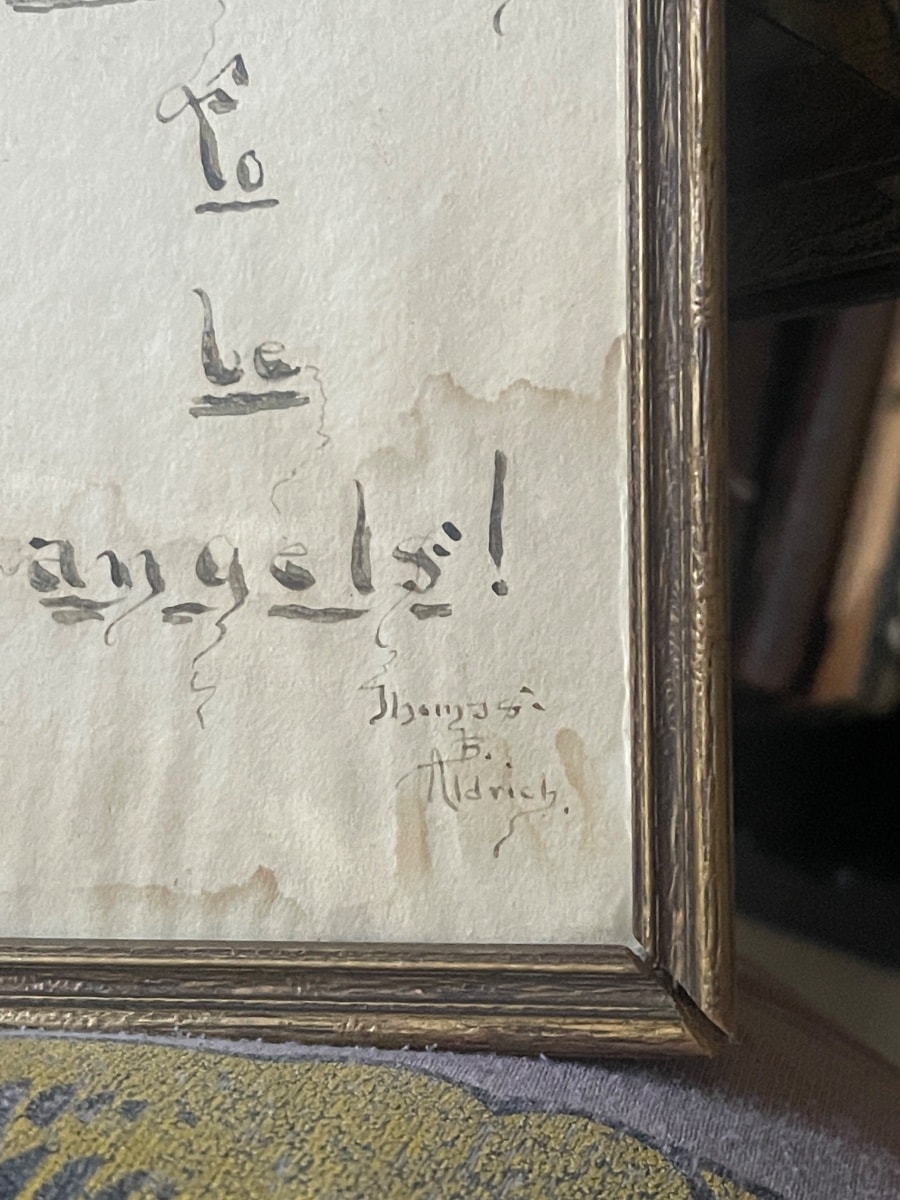 To
be
angels!
Thomas
B.
Aldrich.